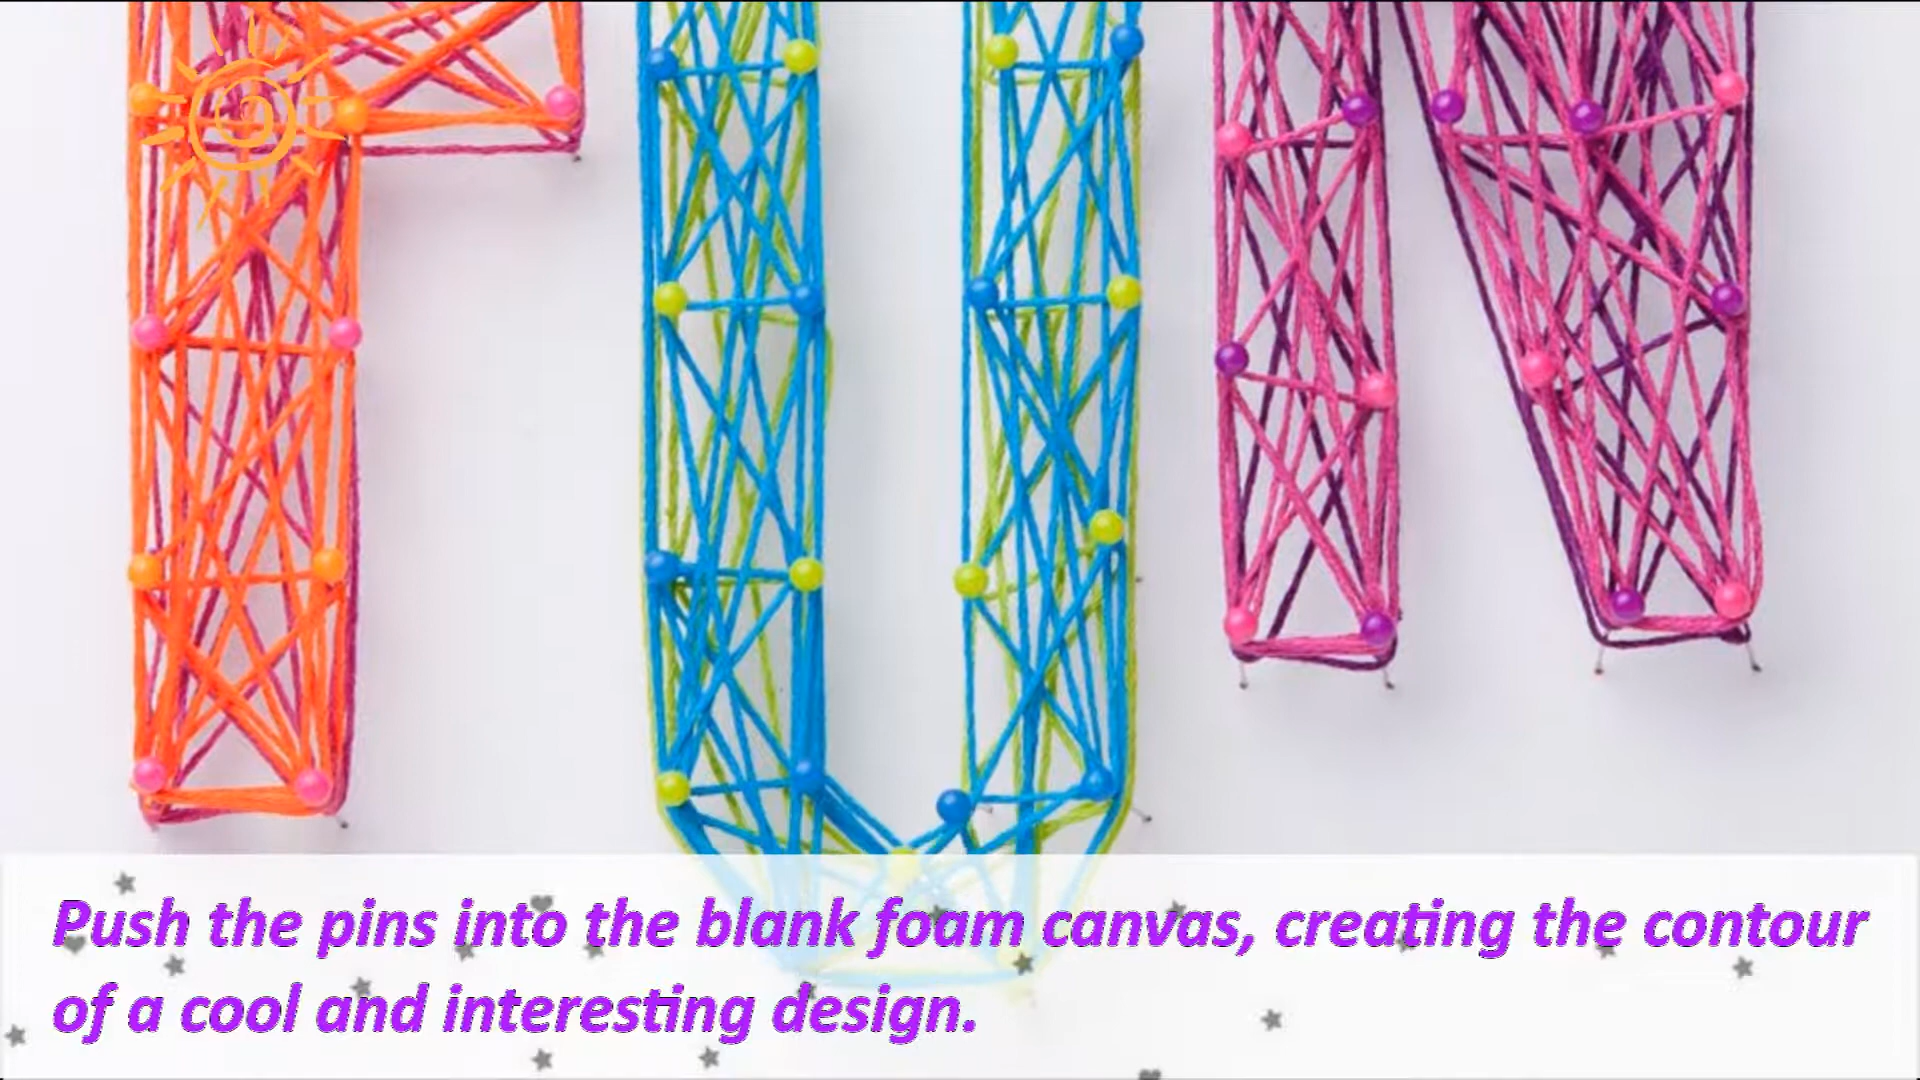 Push the pins into the blank foam canvas, creating the contour
of a cool and interesting design.